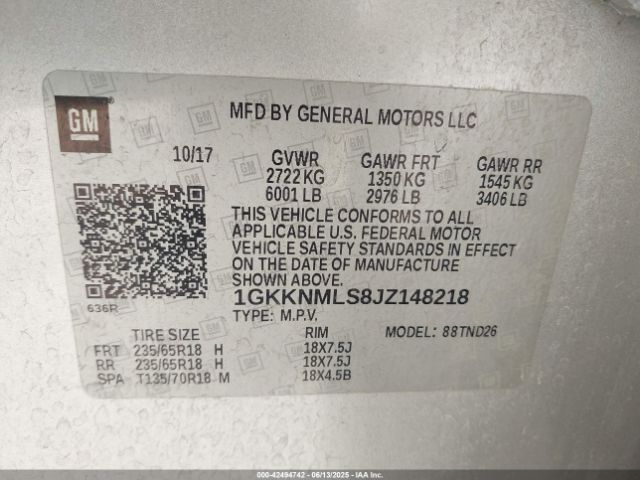 GM
MFD BY GENERAL MOTORS LLC
10/17 GVWR GAWR FRT GAWR RR
2722 KG 1350 KG 1545 KG
6001 LB 2976 LB 3406 LB
THIS VEHICLE CONFORMS TO ALL
APPLICABLE U.S. FEDERAL MOTOR
VEHICLE SAFETY STANDARDS IN EFFECT
ON THE DATE OF MANUFACTURE
SHOWN ABOVE.
1GKKNMLS8JZ148218
636R
TYPE: M.P.V.
TIRE SIZE RIM MODEL: 88TND26
FRT 235/65R18 H 18X7.5J
RR 235/65R18 H 18X7.5J
SPA T135/70R18 M 18X4.5B
000-42494742 - 06/13/2025 - IAAI.com